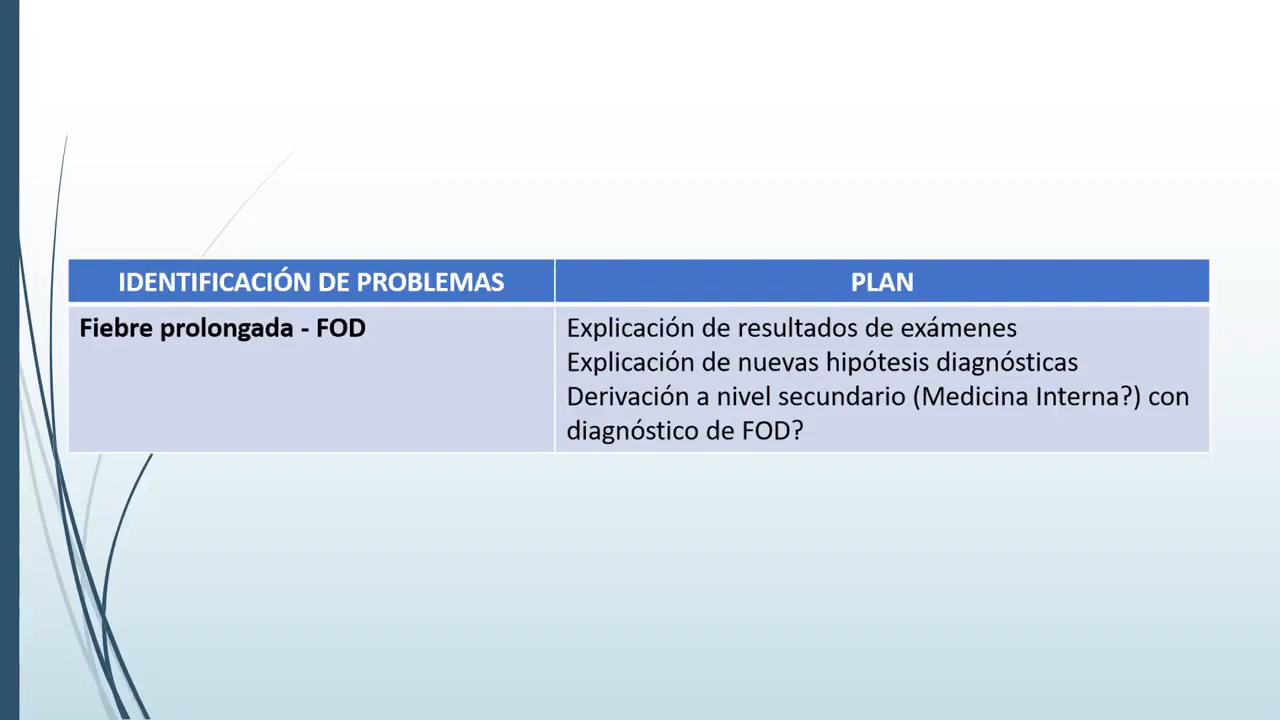 IDENTIFICACIÓN DE PROBLEMAS
PLAN
Fiebre prolongada - FOD
Explicación de resultados de exámenes
Explicación de nuevas hipótesis diagnósticas
Derivación a nivel secundario (Medicina Interna?) con
diagnóstico de FOD?